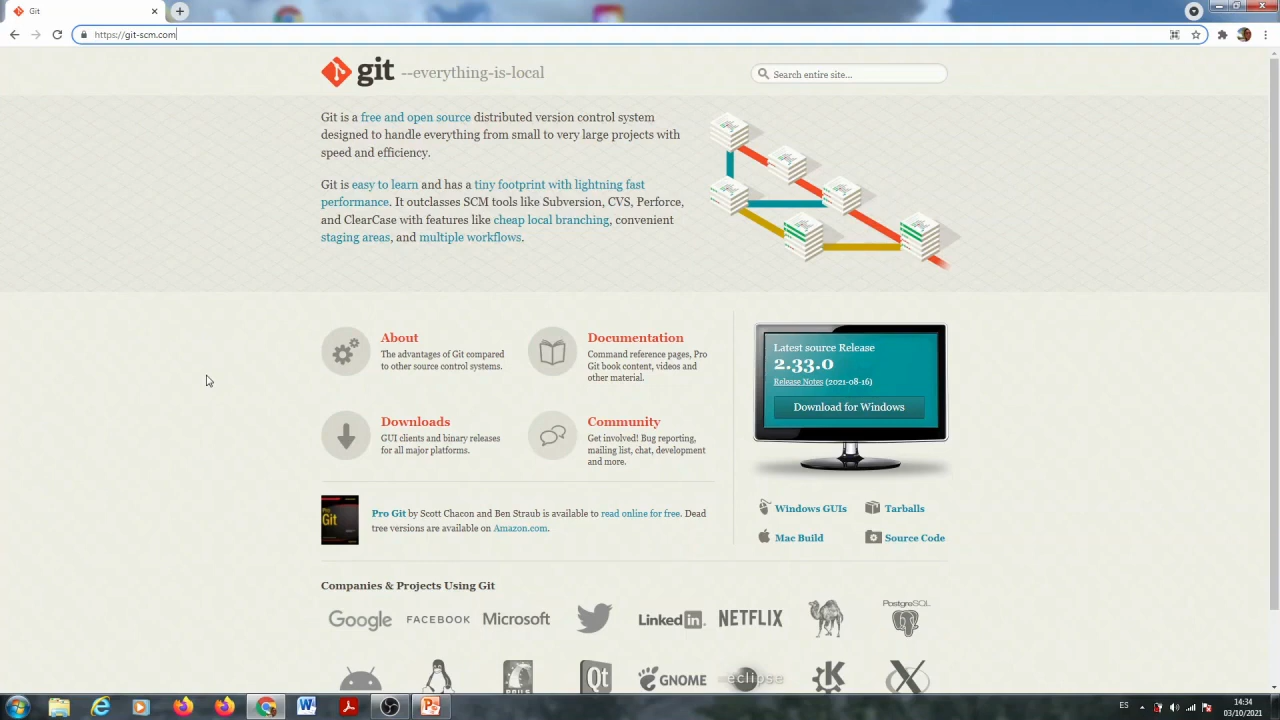 Git
https://git-scm.com
git --everything-is-local
Search entire site...
Git is a free and open source distributed version control system
designed to handle everything from small to very large projects with
speed and efficiency.
Git is easy to learn and has a tiny footprint with lightning fast
performance. It outclasses SCM tools like Subversion, CVS, Perforce,
and ClearCase with features like cheap local branching, convenient
staging areas, and multiple workflows.
About
The advantages of Git compared
to other source control systems.
Documentation
Command reference pages, Pro
Git book content, videos and
other material.
Downloads
GUI clients and binary releases
for all major platforms.
Community
Get involved! Bug reporting,
mailing list, chat, development
and more.
Pro
Git
Pro Git by Scott Chacon and Ben Straub is available to read online for free. Dead
tree versions are available on Amazon.com.
Latest source Release
2.33.0
Release Notes (2021-08-16)
Download for Windows
Windows GUIs
Tarballs
Mac Build
Source Code
Companies & Projects Using Git
Google
FACEBOOK
Microsoft
LinkedIn
NETFLIX
PostgreSQL
RAILS
Qt
GNOME
eclipse
ES
14:34
03/10/2021